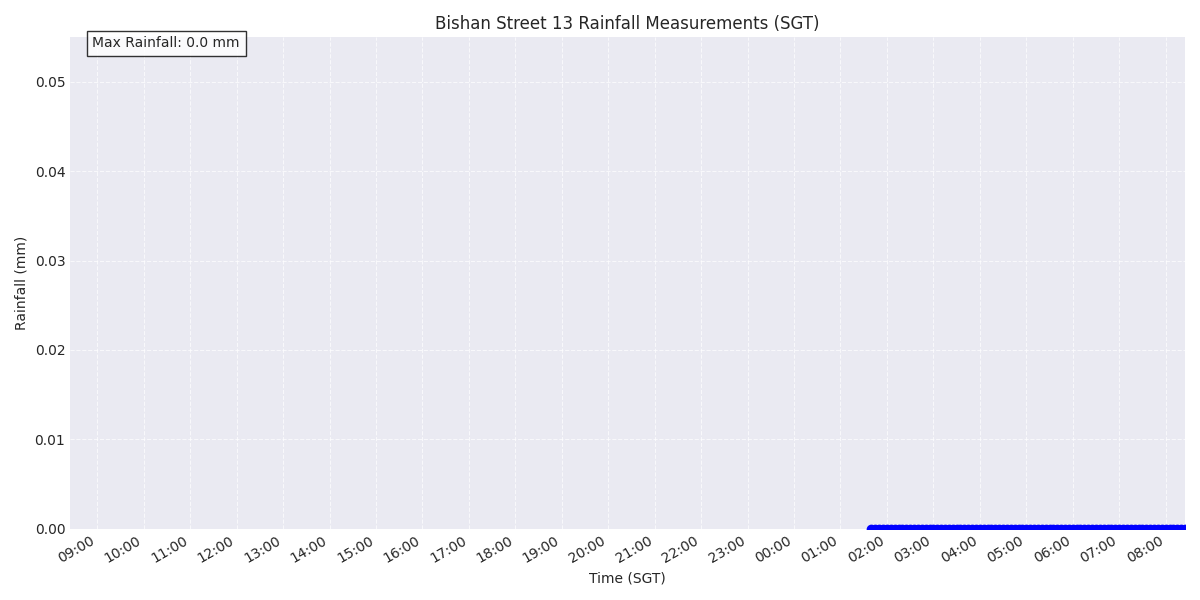 Bishan Street 13 Rainfall Measurements (SGT)
Max Rainfall: 0.0 mm
0.05
0.04
0.03
0.02
0.01
0.00
Rainfall (mm)
09:00 10:00 11:00 12:00 13:00 14:00 15:00 16:00 17:00 18:00 19:00 20:00 21:00 22:00 23:00 00:00 01:00 02:00 03:00 04:00 05:00 06:00 07:00 08:00
Time (SGT)